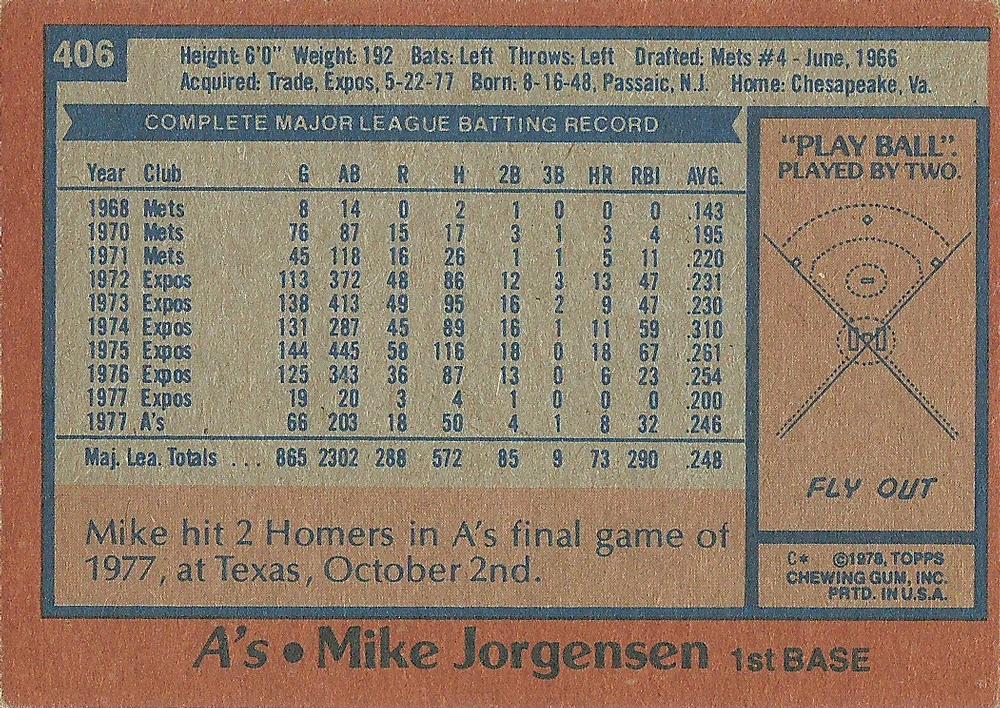 406
Height: 6'0" Weight: 192 Bats: Left Throws: Left Drafted: Mets #4 - June, 1966
Acquired: Trade, Expos, 5-22-77 Born: 8-16-48, Passaic, N.J. Home: Chesapeake, Va.
COMPLETE MAJOR LEAGUE BATTING RECORD
Year Club G AB R H 2B 3B HR RBI AVG.
1968 Mets 8 14 0 2 1 0 0 0 .143
1970 Mets 76 87 15 17 3 1 3 4 .195
1971 Mets 45 118 16 26 1 1 5 11 .220
1972 Expos 113 372 48 86 12 3 13 47 .231
1973 Expos 138 413 49 95 16 2 9 47 .230
1974 Expos 131 287 45 89 16 1 11 59 .310
1975 Expos 144 445 58 116 18 0 18 67 .261
1976 Expos 125 343 36 87 13 0 6 23 .254
1977 Expos 19 20 3 4 1 0 0 0 .200
1977 A's 66 203 18 50 4 1 8 32 .246
Maj. Lea. Totals ... 865 2302 288 572 85 9 73 290 .248
Mike hit 2 Homers in A's final game of
1977, at Texas, October 2nd.
"PLAY BALL".
PLAYED BY TWO.
FLY OUT
C* ©1978, TOPPS
CHEWING GUM, INC.
PRTD. IN U.S.A.
A's • Mike Jorgensen 1st BASE